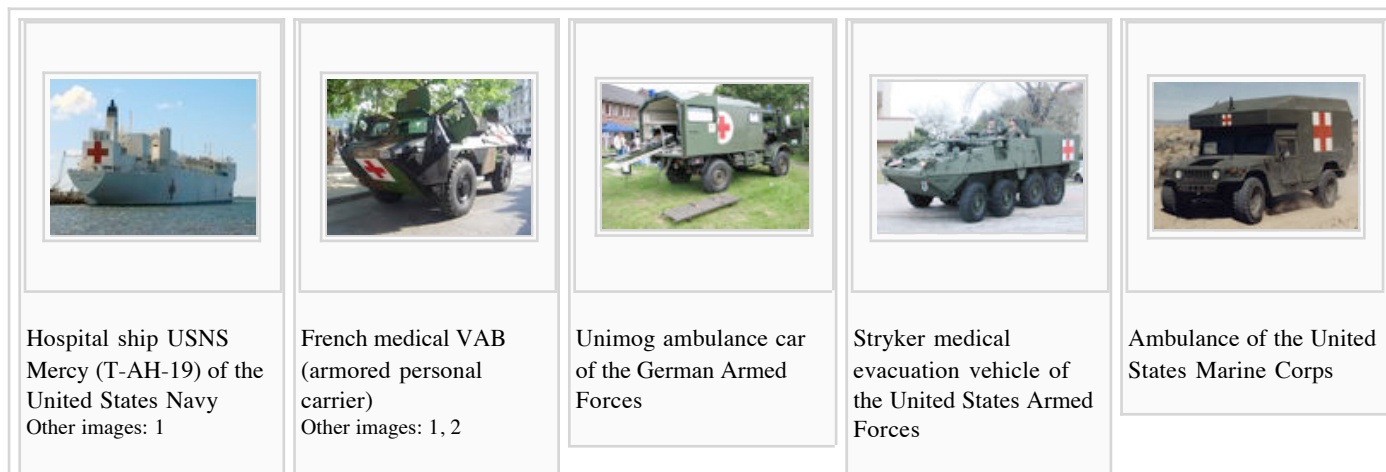 Hospital ship USNS
Mercy (T-AH-19) of the
United States Navy
Other images: 1
French medical VAB
(armored personal
carrier)
Other images: 1, 2
Unimog ambulance car
of the German Armed
Forces
Stryker medical
evacuation vehicle of
the United States Armed
Forces
Ambulance of the United
States Marine Corps